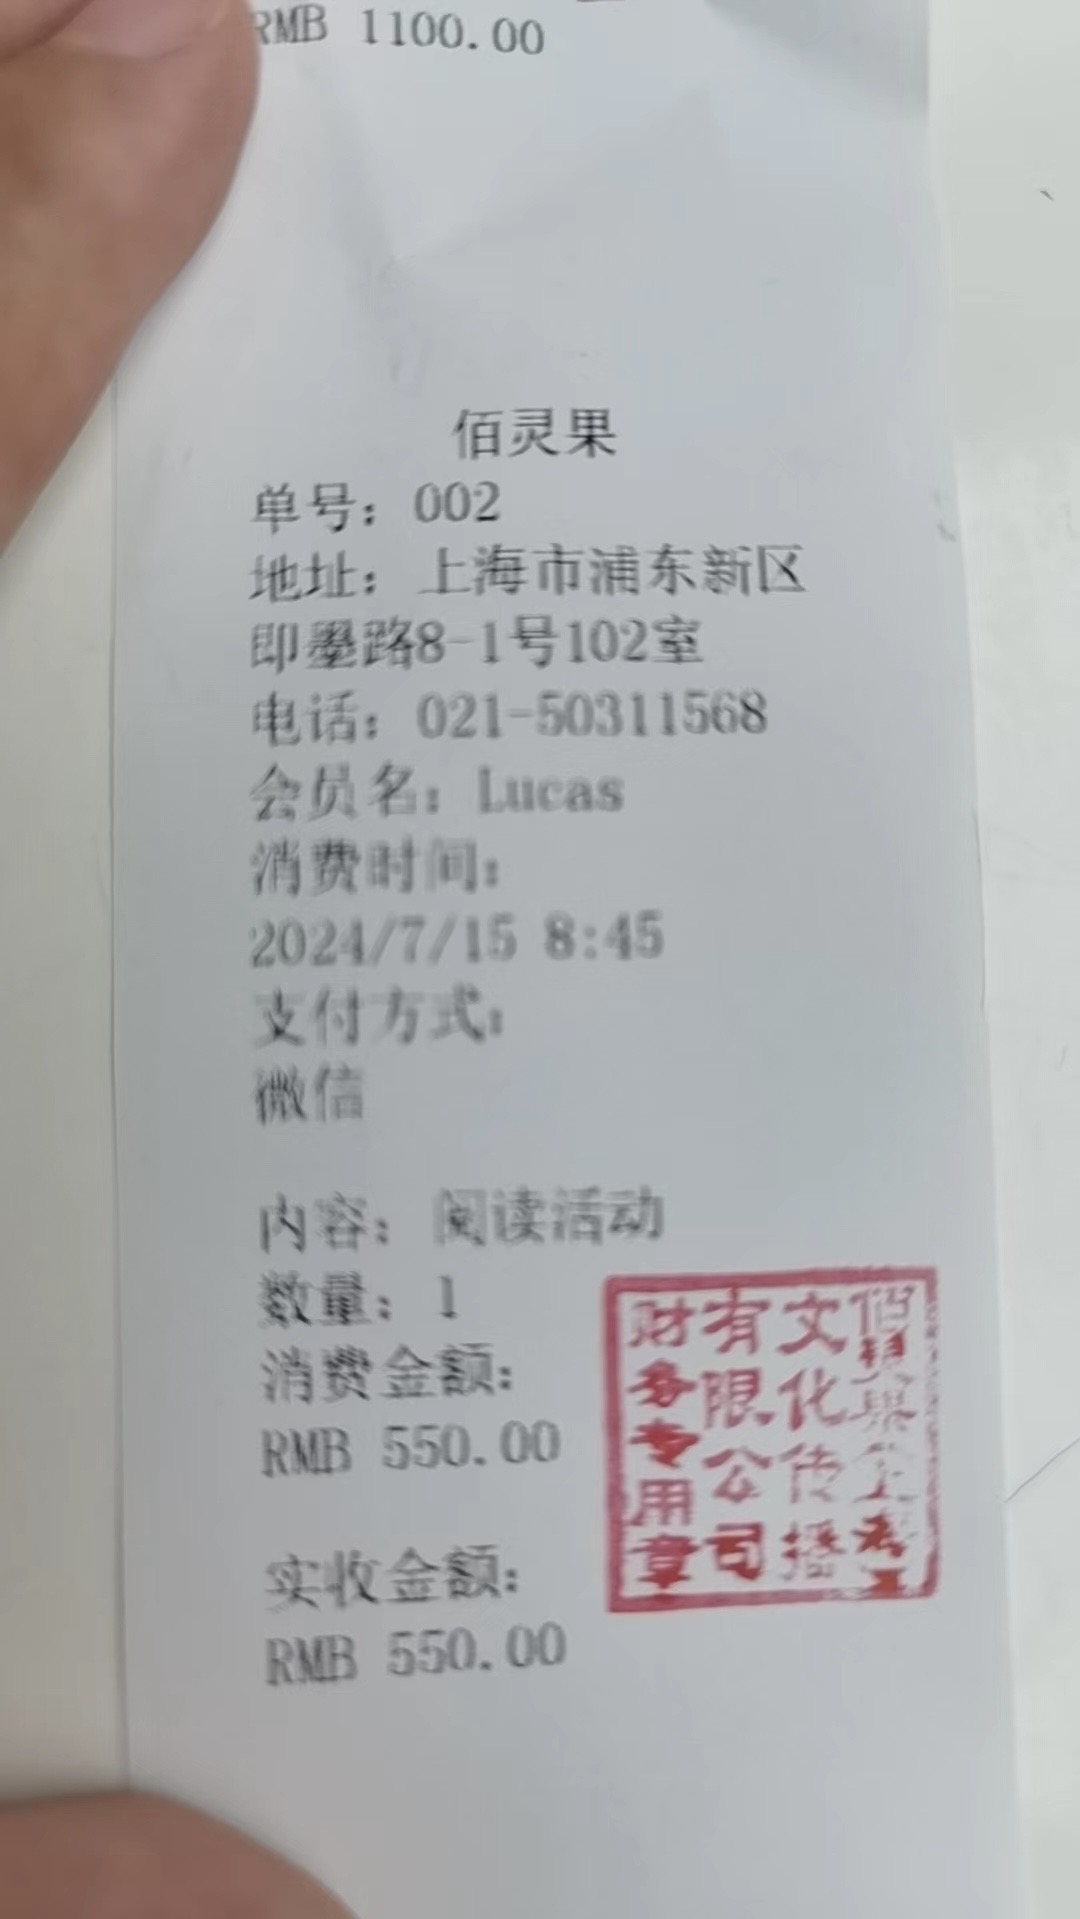 RMB 1100.00
佰灵果
单号：002
地址：上海市浦东新区
即墨路8-1号102室
电话：021-50311568
会员名：Lucas
消费时间：
2024/7/15 8:45
支付方式：
微信
内容：阅读活动
数量：1
消费金额：
RMB 550.00
实收金额：
RMB 550.00
文化传播
有限公司
财务专用章